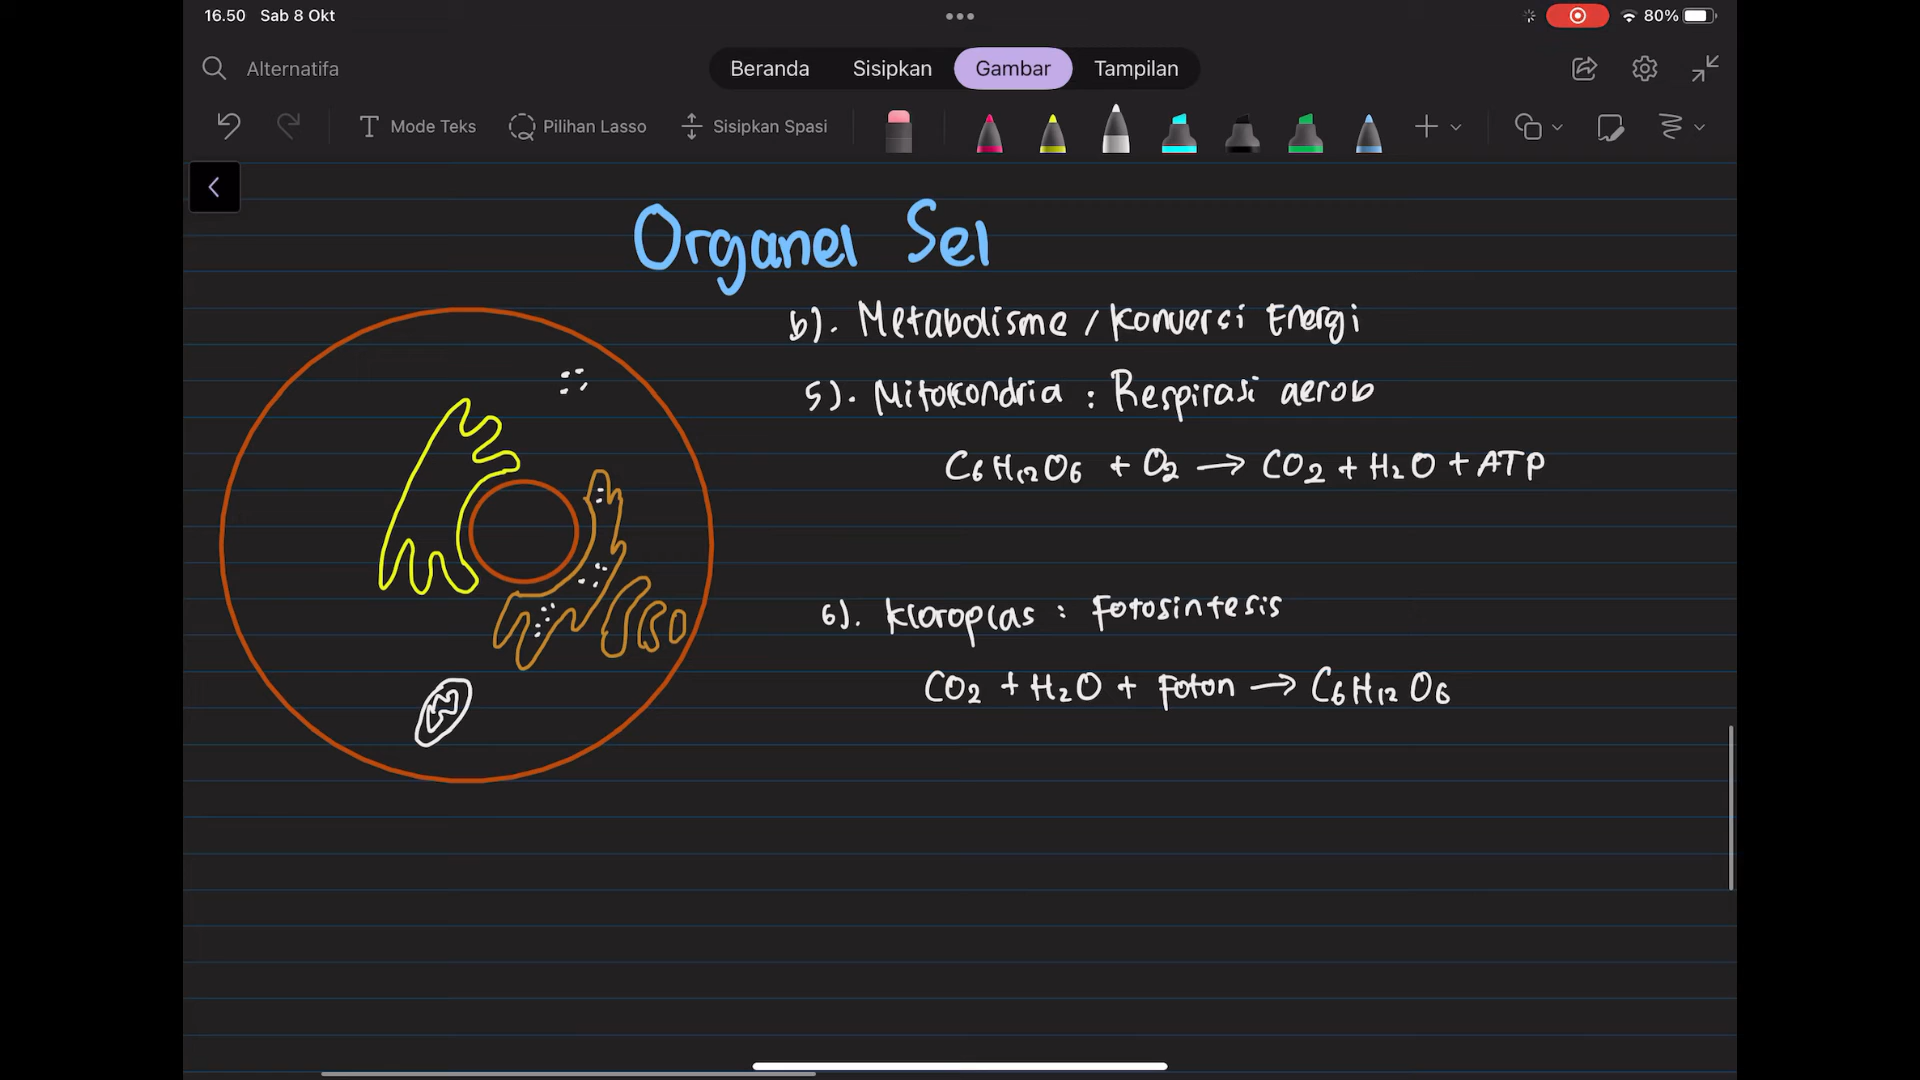 16.50 Sab 8 Okt 80%
Alternatifa Beranda Sisipkan Gambar Tampilan
Mode Teks Pilihan Lasso Sisipkan Spasi
Organel Sel
b). Metabolisme / Konversi Energi
5). Mitokondria : Respirasi aerob
C₆H₁₂O₆ + O₂ → CO₂ + H₂O + ATP
6). Kloroplas : Fotosintesis
CO₂ + H₂O + Foton → C₆H₁₂O₆